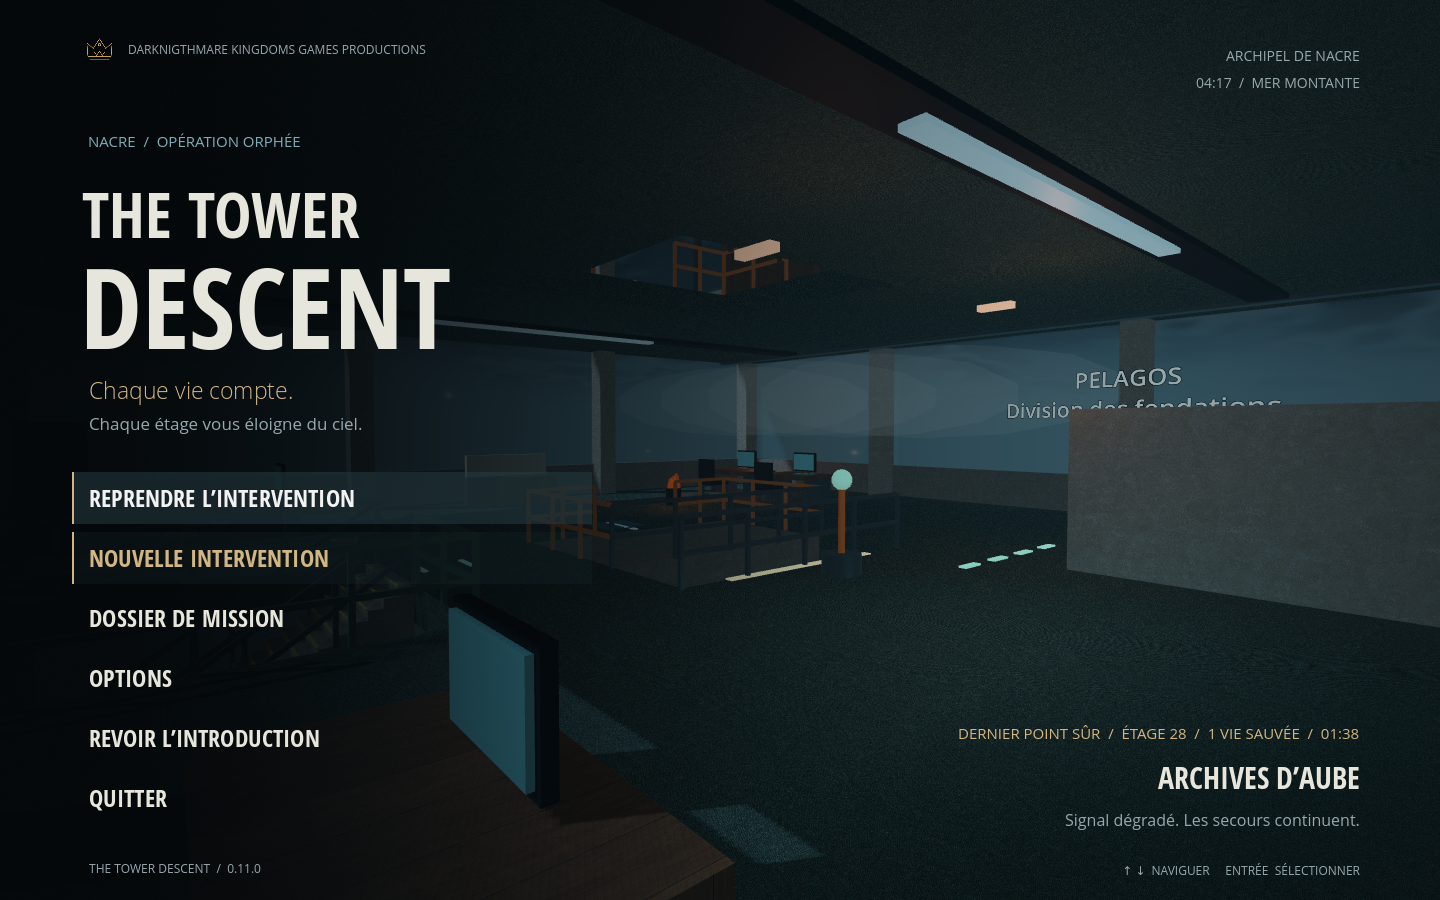 DARKNIGTHMARE KINGDOMS GAMES PRODUCTIONS
ARCHIPEL DE NACRE
04:17 / MER MONTANTE
NACRE / OPÉRATION ORPHÉE
THE TOWER
DESCENT
Chaque vie compte.
Chaque étage vous éloigne du ciel.
PELAGOS
Division des fondations
REPRENDRE L’INTERVENTION
NOUVELLE INTERVENTION
DOSSIER DE MISSION
OPTIONS
REVOIR L’INTRODUCTION
QUITTER
DERNIER POINT SÛR / ÉTAGE 28 / 1 VIE SAUVÉE / 01:38
ARCHIVES D’AUBE
Signal dégradé. Les secours continuent.
THE TOWER DESCENT / 0.11.0
↑ ↓ NAVIGUER ENTRÉE SÉLECTIONNER